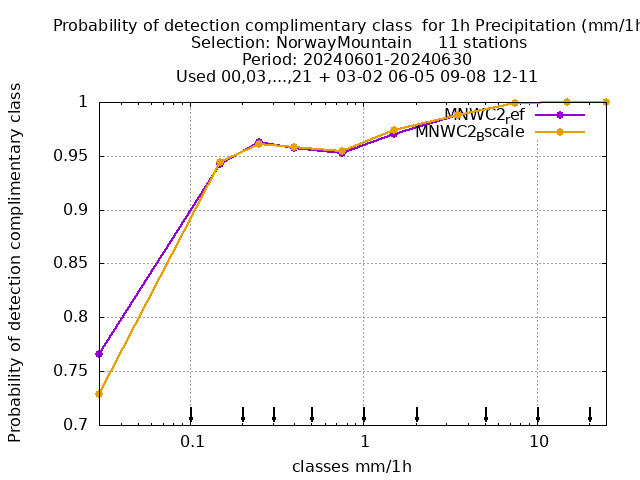 Probability of detection complimentary class  for 1h Precipitation (mm/1h
Selection: NorwayMountain     11 stations
Period: 20240601-20240630
Used 00,03,...,21 + 03-02 06-05 09-08 12-11
MNWC2ref
MNWC2Bscale
1
0.95
0.9
0.85
0.8
0.75
0.7
0.1
1
10
classes mm/1h
Probability of detection complimentary class